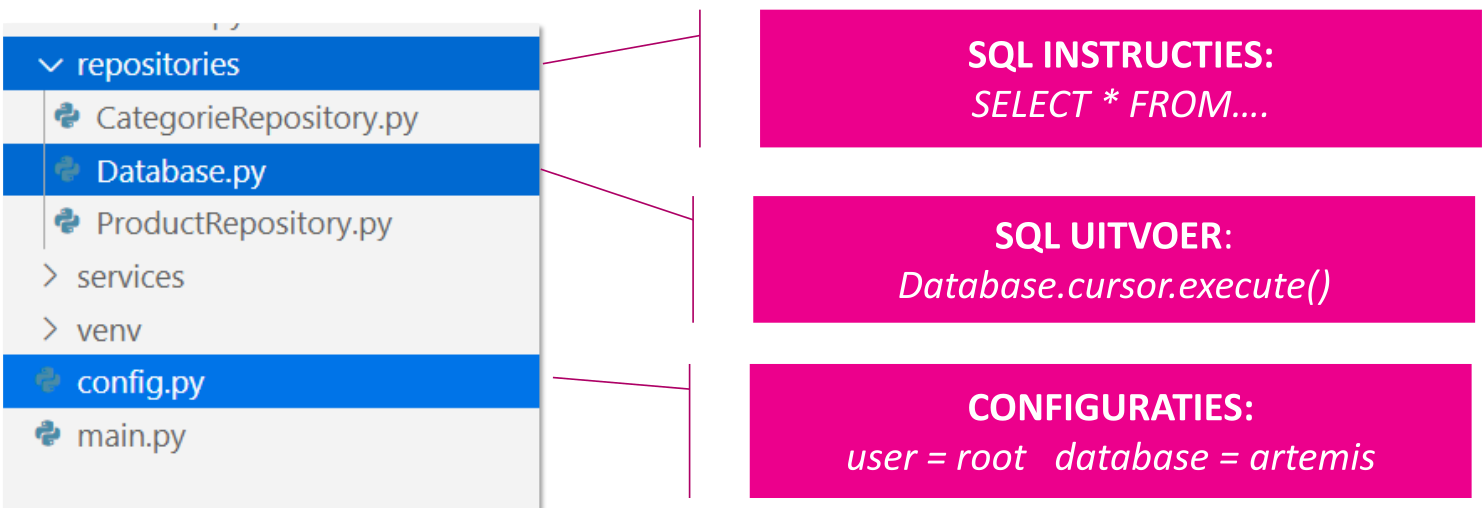 repositories
CategorieRepository.py
Database.py
ProductRepository.py
services
venv
config.py
main.py
SQL INSTRUCTIES:
SELECT * FROM....
SQL UITVOER:
Database.cursor.execute()
CONFIGURATIES:
user = root database = artemis